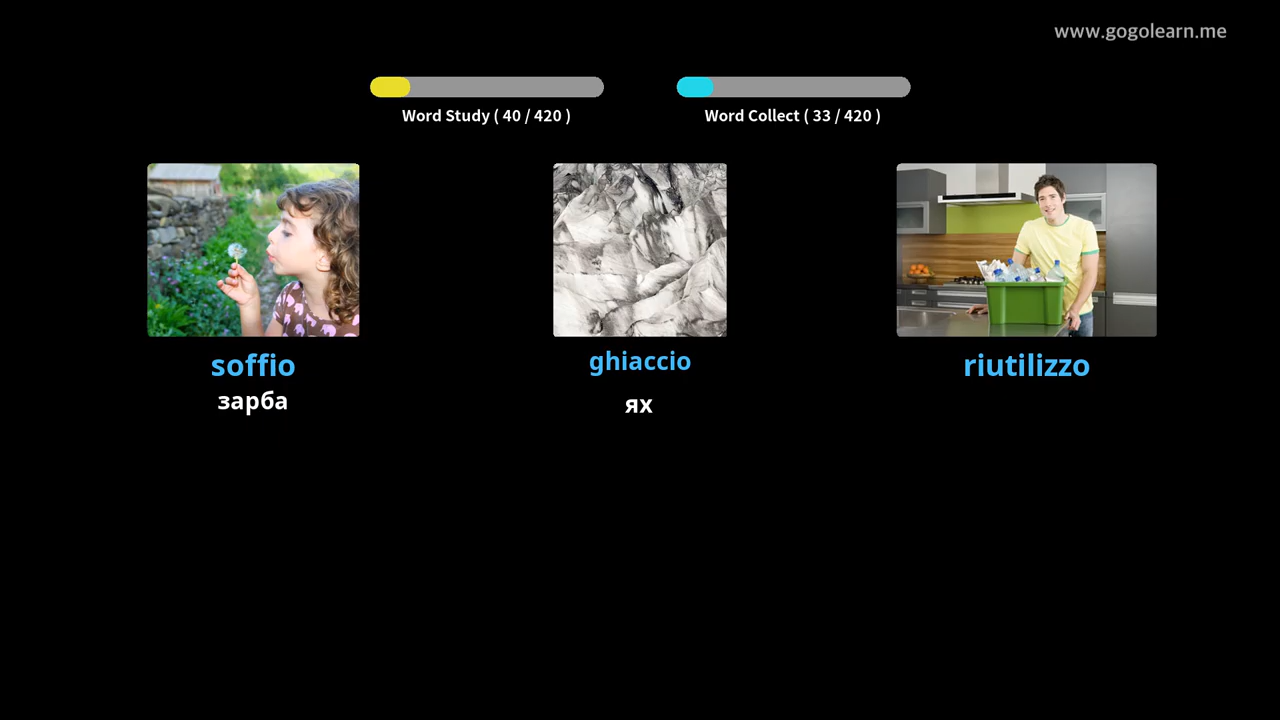 www.gogolearn.me
Word Study ( 40 / 420 )
Word Collect ( 33 / 420 )
soffio
зарба
ghiaccio
ях
riutilizzo